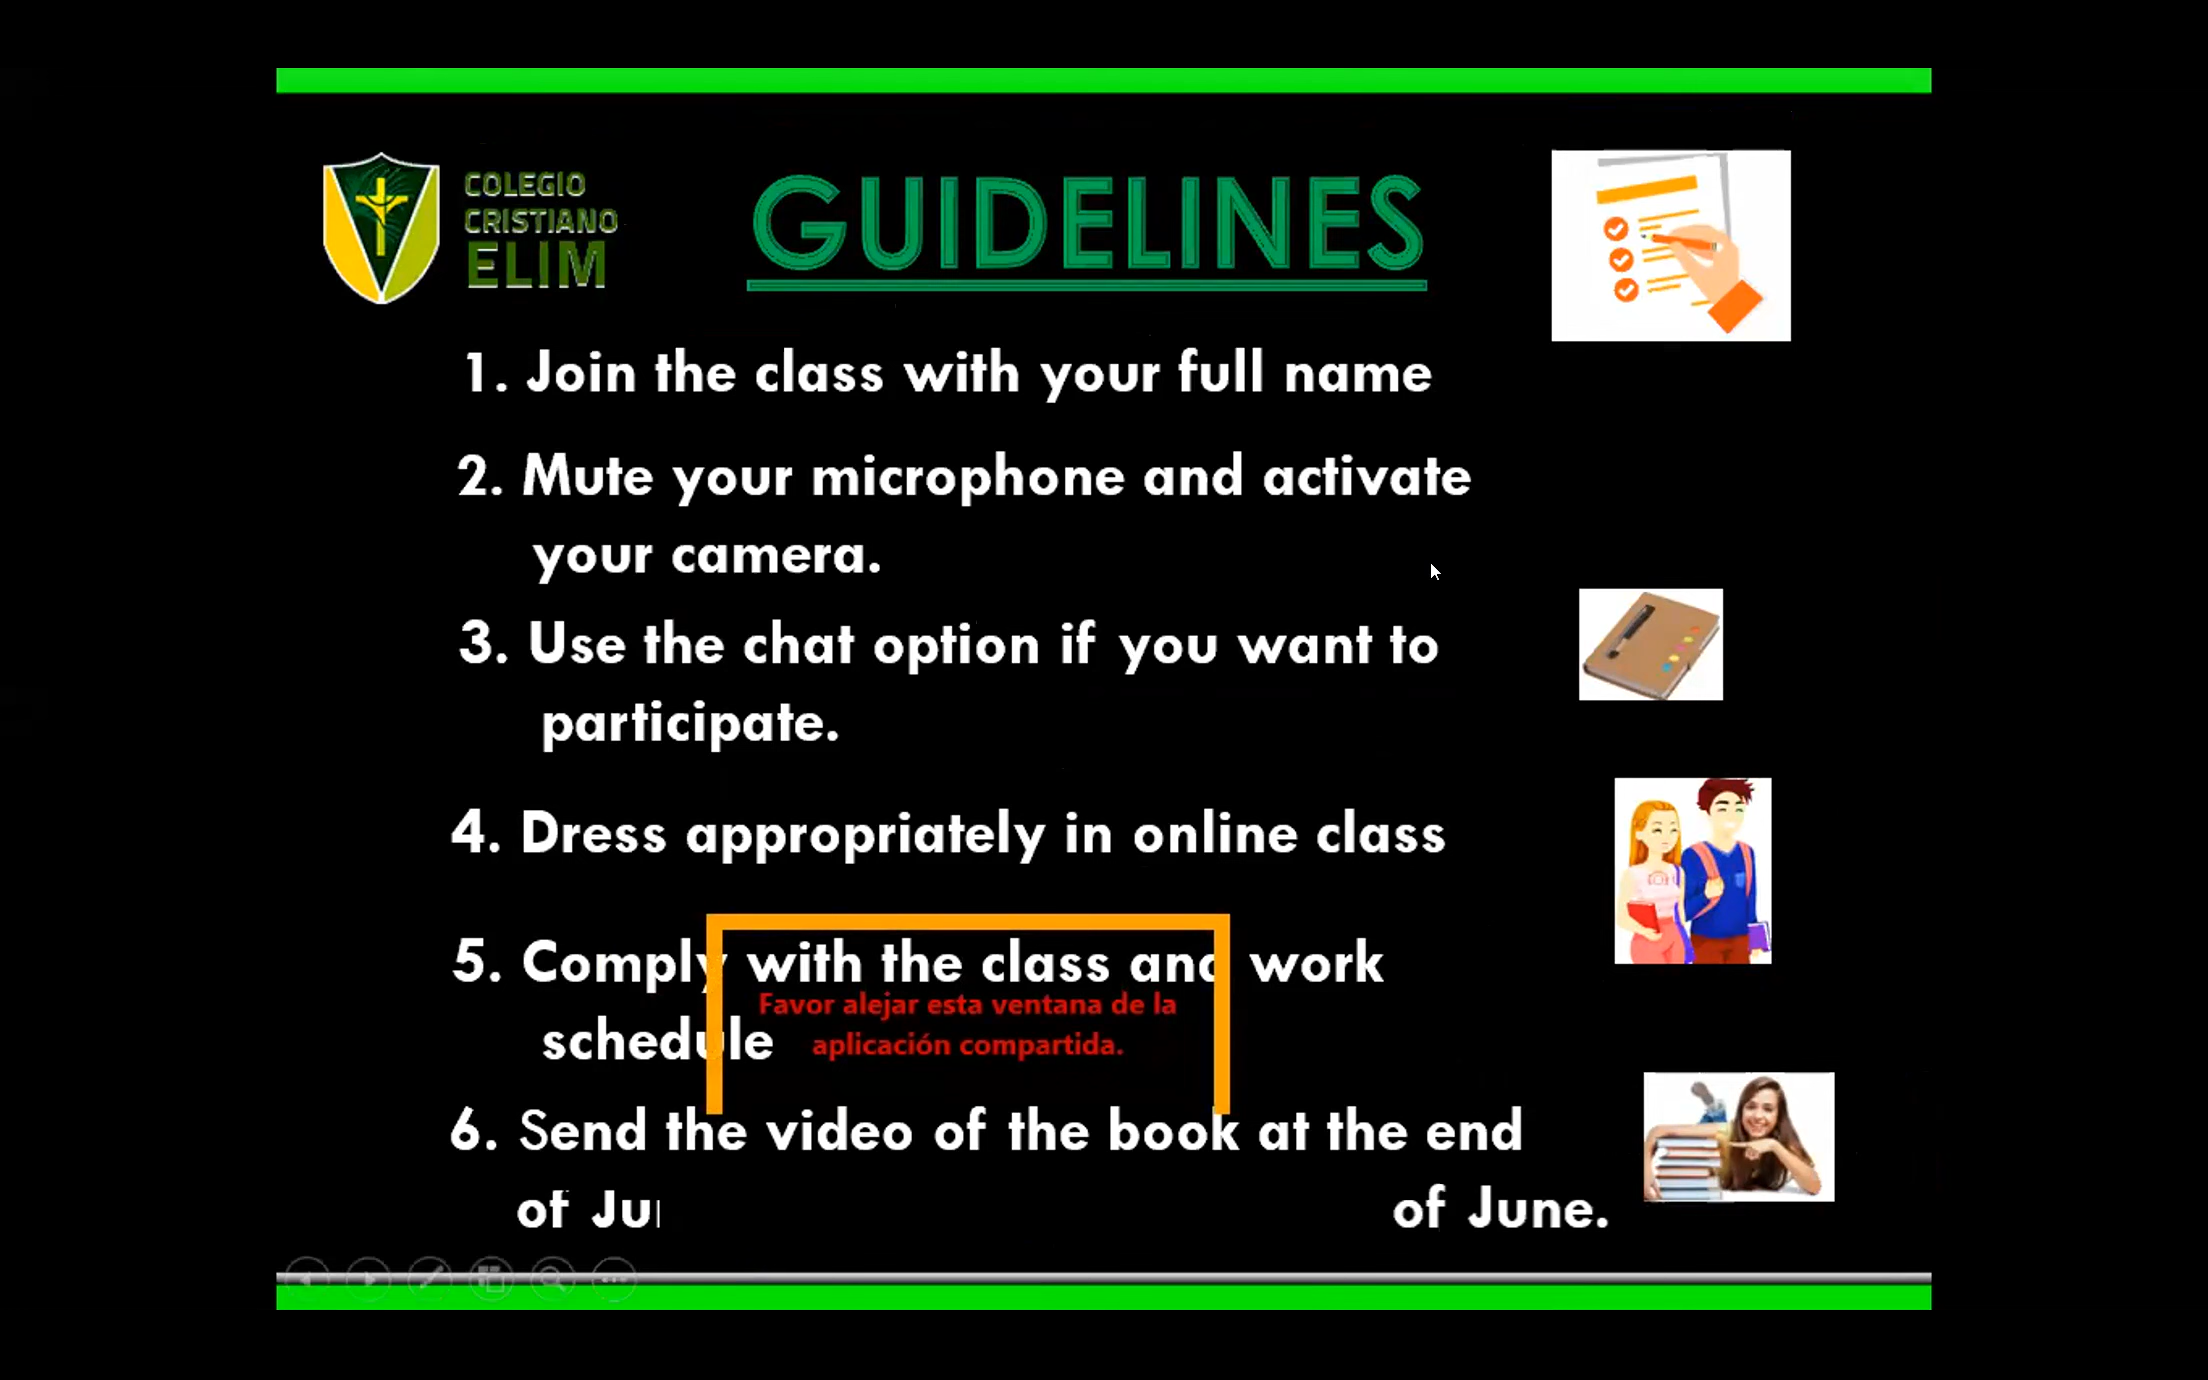 COLEGIO
CRISTIANO
ELIM
GUIDELINES
1. Join the class with your full name
2. Mute your microphone and activate
your camera.
3. Use the chat option if you want to
participate.
4. Dress appropriately in online class
5. Comply with the class and work
schedule
Favor alejar esta ventana de la
aplicación compartida.
6. Send the video of the book at the end
of of June.